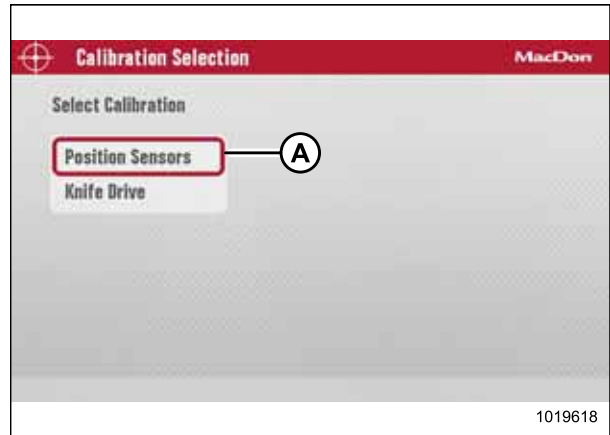 Calibration Selection MacDon
Select Calibration
Position Sensors
A
Knife Drive
1019618